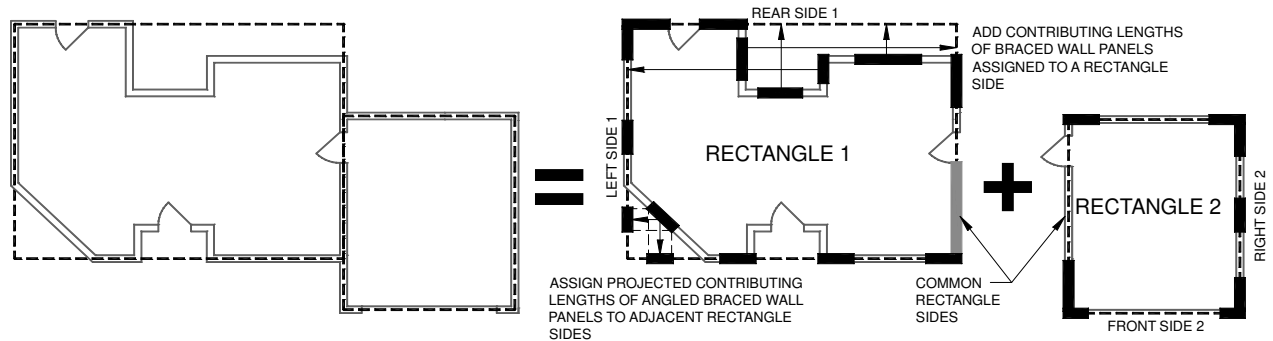 REAR SIDE 1
ADD CONTRIBUTING LENGTHS
OF BRACED WALL PANELS
ASSIGNED TO A RECTANGLE
SIDE
LEFT SIDE 1
RECTANGLE 1
RECTANGLE 2
RIGHT SIDE 2
ASSIGN PROJECTED CONTRIBUTING
LENGTHS OF ANGLED BRACED WALL
PANELS TO ADJACENT RECTANGLE
SIDES
COMMON
RECTANGLE
SIDES
FRONT SIDE 2